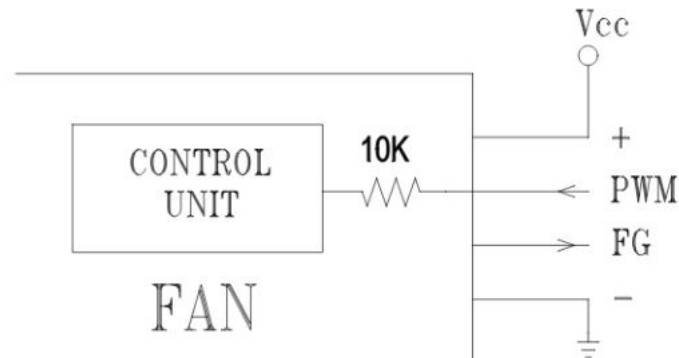 Vcc
+
10K
CONTROL
UNIT
PWM
FG
-
FAN